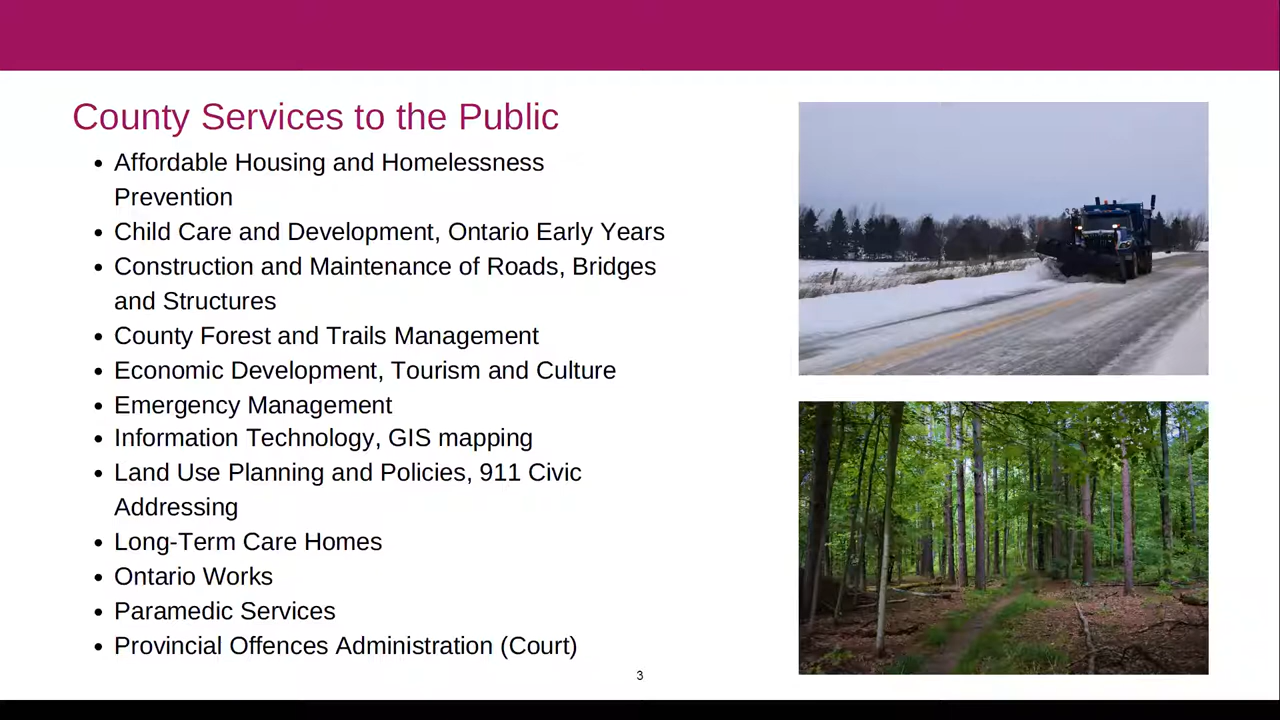 County Services to the Public
• Affordable Housing and Homelessness
Prevention
• Child Care and Development, Ontario Early Years
• Construction and Maintenance of Roads, Bridges
and Structures
• County Forest and Trails Management
• Economic Development, Tourism and Culture
• Emergency Management
• Information Technology, GIS mapping
• Land Use Planning and Policies, 911 Civic
Addressing
• Long-Term Care Homes
• Ontario Works
• Paramedic Services
• Provincial Offences Administration (Court)
3